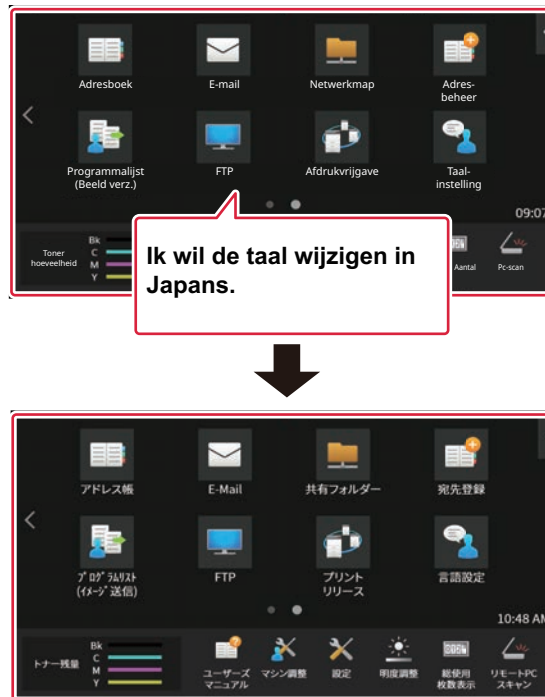 Adresboek
E-mail
Netwerkmap
Adres-
beheer
Programmalijst
(Beeld verz.)
FTP
Afdrukvrijgave
Taal-
instelling
09:07
Toner
hoeveelheid
Bk
C
M
Y
Aantal
Pc-scan
Ik wil de taal wijzigen in
Japans.
アドレス帳
E-Mail
共有フォルダー
宛先登録
プログラムリスト
(イメージ送信)
FTP
プリント
リリース
言語設定
10:48 AM
トナー残量
Bk
C
M
Y
ユーザーズ
マニュアル
マシン調整
設定
明度調整
総使用
枚数表示
リモートPC
スキャン